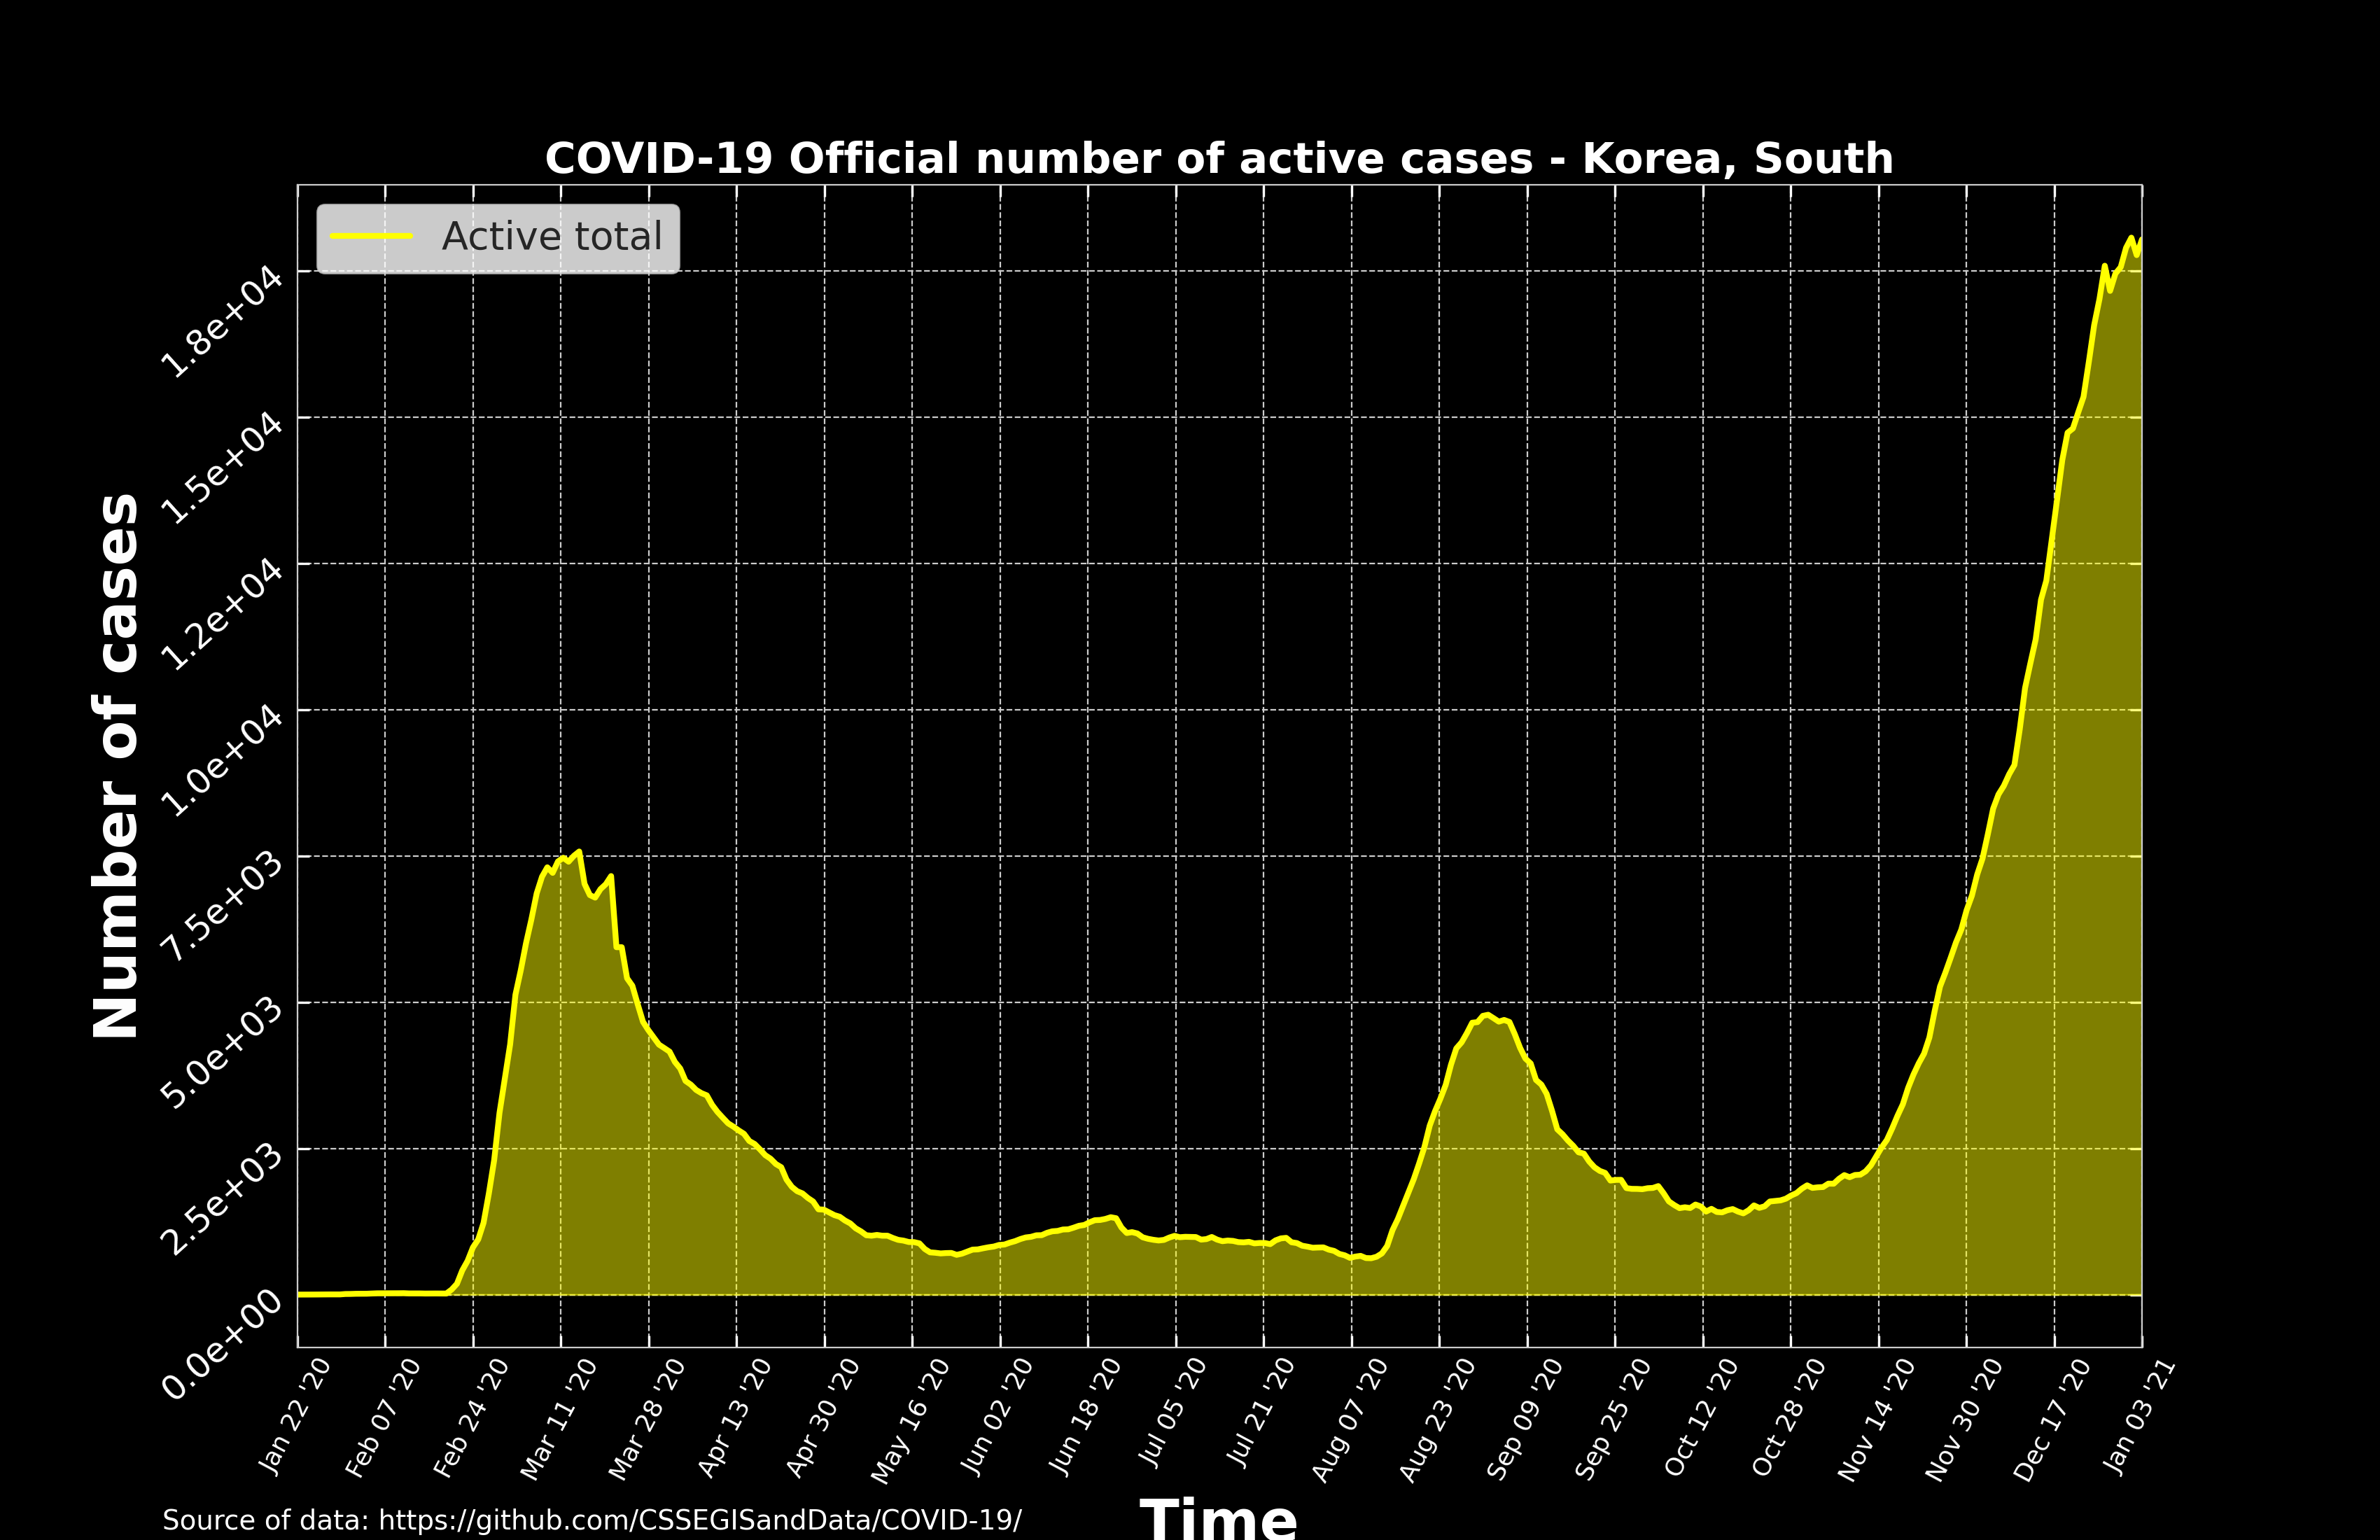 COVID-19 Official number of active cases - Korea, South
Active total
Number of cases
1.8e+04
1.5e+04
1.2e+04
1.0e+04
7.5e+03
5.0e+03
2.5e+03
0.0e+00
Jan 22 '20
Feb 07 '20
Feb 24 '20
Mar 11 '20
Mar 28 '20
Apr 13 '20
Apr 30 '20
May 16 '20
Jun 02 '20
Jun 18 '20
Jul 05 '20
Jul 21 '20
Aug 07 '20
Aug 23 '20
Sep 09 '20
Sep 25 '20
Oct 12 '20
Oct 28 '20
Nov 14 '20
Nov 30 '20
Dec 17 '20
Jan 03 '21
Time
Source of data: https://github.com/CSSEGISandData/COVID-19/